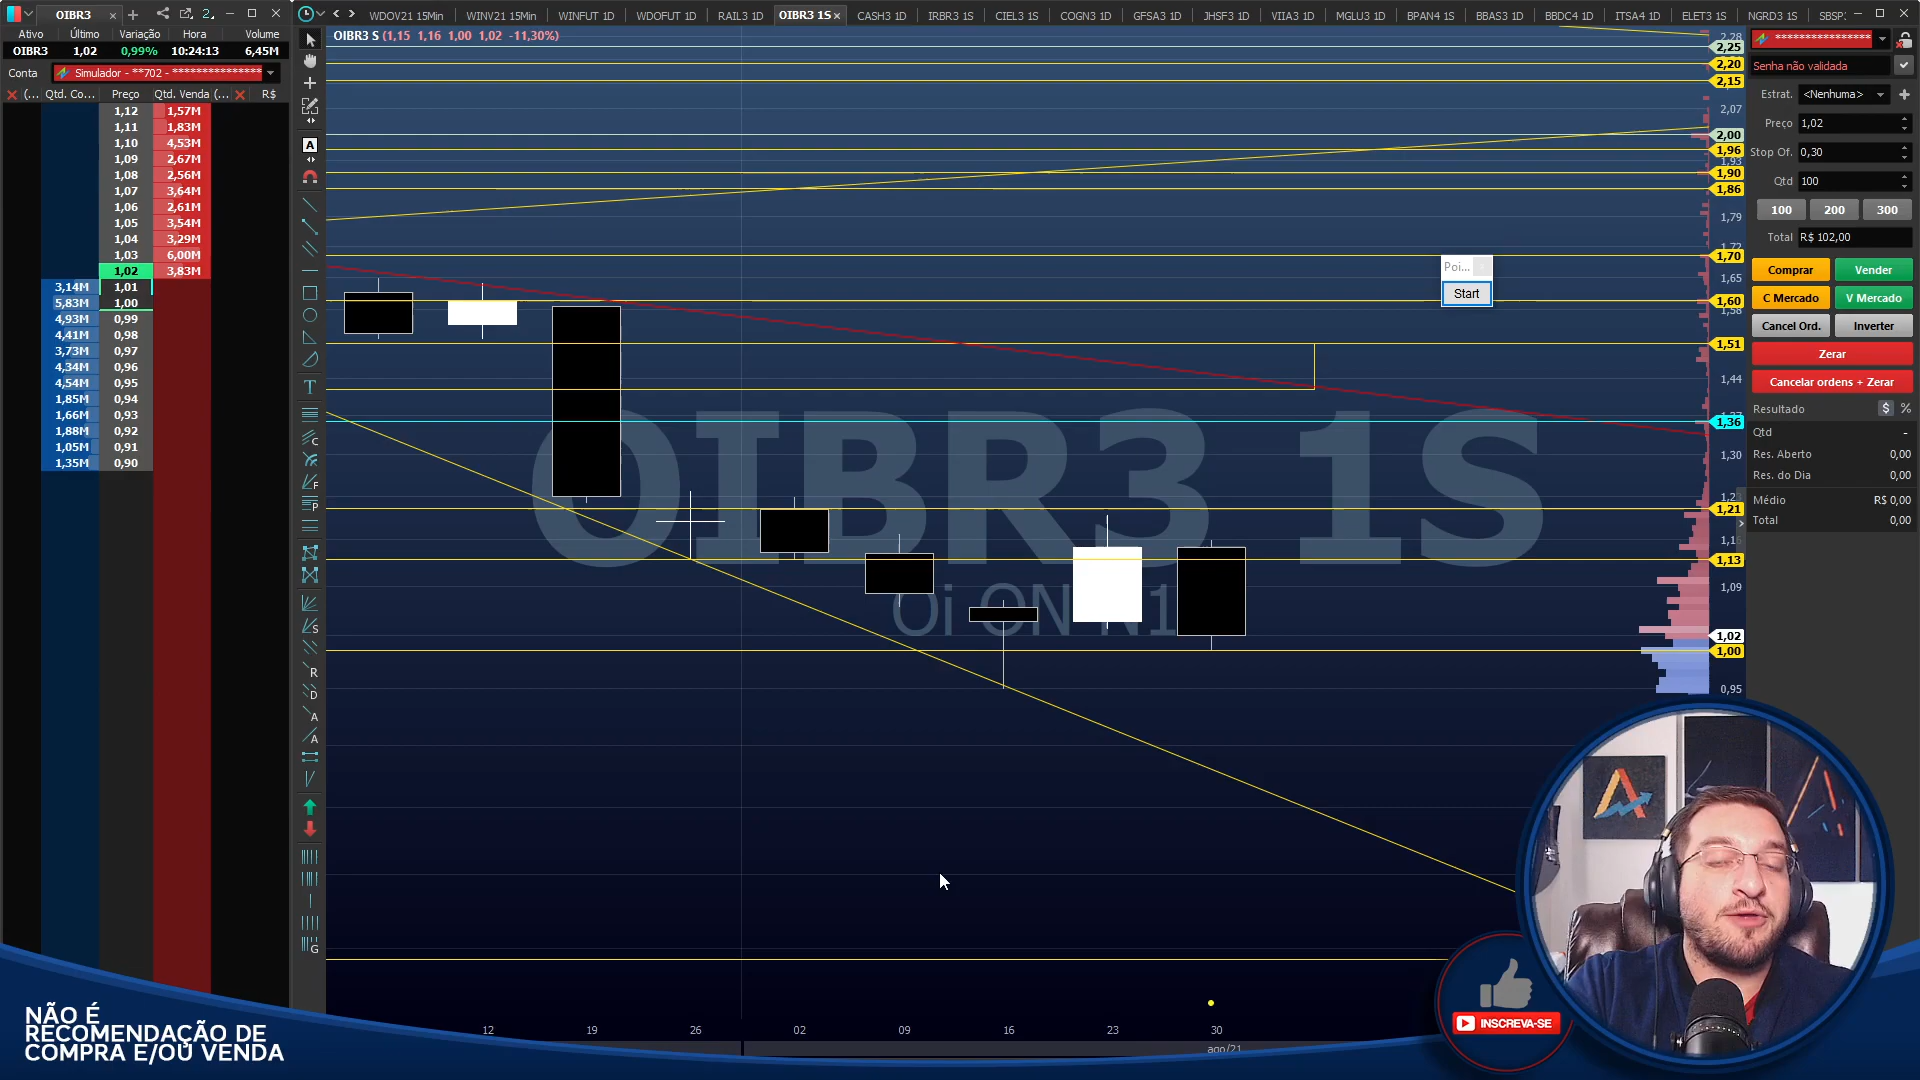 OIBR3
WDOV21 15Min
WINV21 15Min
WINFUT 1D
WDOFUT 1D
RAIL3 1D
OIBR3 1S
CASH3 1D
IRBR3 1S
CIEL3 1S
COGN3 1D
GFSA3 1D
JHSF3 1D
VIIA3 1D
MGLU3 1D
BPAN4 1S
BBAS3 1D
BBDC4 1D
ITSA4 1D
ELET3 1S
NGRD3 1S
SBSP:
Ativo Último Variação Hora Volume
OIBR3 1,02 0,99% 10:24:13 6,45M
Conta Simulador - **702 - ***************
(... Qtd. Co... Preço Qtd. Venda (... R$
1,12 1,57M
1,11 1,83M
1,10 4,53M
1,09 2,67M
1,08 2,56M
1,07 3,64M
1,06 2,61M
1,05 3,54M
1,04 3,29M
1,03 6,00M
1,02 3,83M
3,14M 1,01
5,83M 1,00
4,93M 0,99
4,41M 0,98
3,73M 0,97
4,34M 0,96
4,54M 0,95
1,85M 0,94
1,66M 0,93
1,88M 0,92
1,05M 0,91
1,35M 0,90
OIBR3 S (1,15 1,16 1,00 1,02 -11,30%)
OIBR3 1S
Oi ON N1
Poi...
Start
2,28
2,25
2,20
2,15
2,07
2,00
1,96
1,93
1,90
1,86
1,79
1,72
1,70
1,65
1,60
1,58
1,51
1,44
1,36
1,30
1,21
1,13
1,09
1,02
1,00
0,95
12 19 26 02 09 16 23 30
ago/21
Senha não validada
Estrat. <Nenhuma>
Preço 1,02
Stop Of. 0,30
Qtd 100
100 200 300
Total R$ 102,00
Comprar Vender
C Mercado V Mercado
Cancel Ord. Inverter
Zerar
Cancelar ordens + Zerar
Resultado $ %
Qtd -
Res. Aberto 0,00
Res. do Dia 0,00
Médio R$ 0,00
Total 0,00
NÃO É
RECOMENDAÇÃO DE
COMPRA E/OU VENDA
INSCREVA-SE